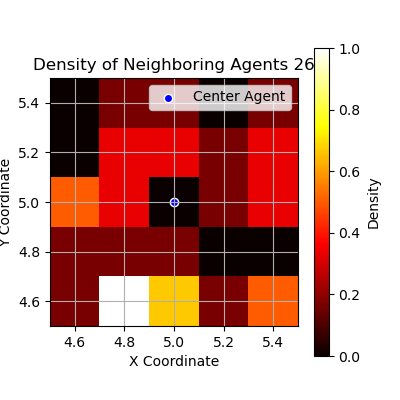 Density of Neighboring Agents 26
Center Agent
5.4
5.2
5.0
4.8
4.6
Y Coordinate
4.6 4.8 5.0 5.2 5.4
X Coordinate
1.0
0.8
0.6
0.4
0.2
0.0
Density